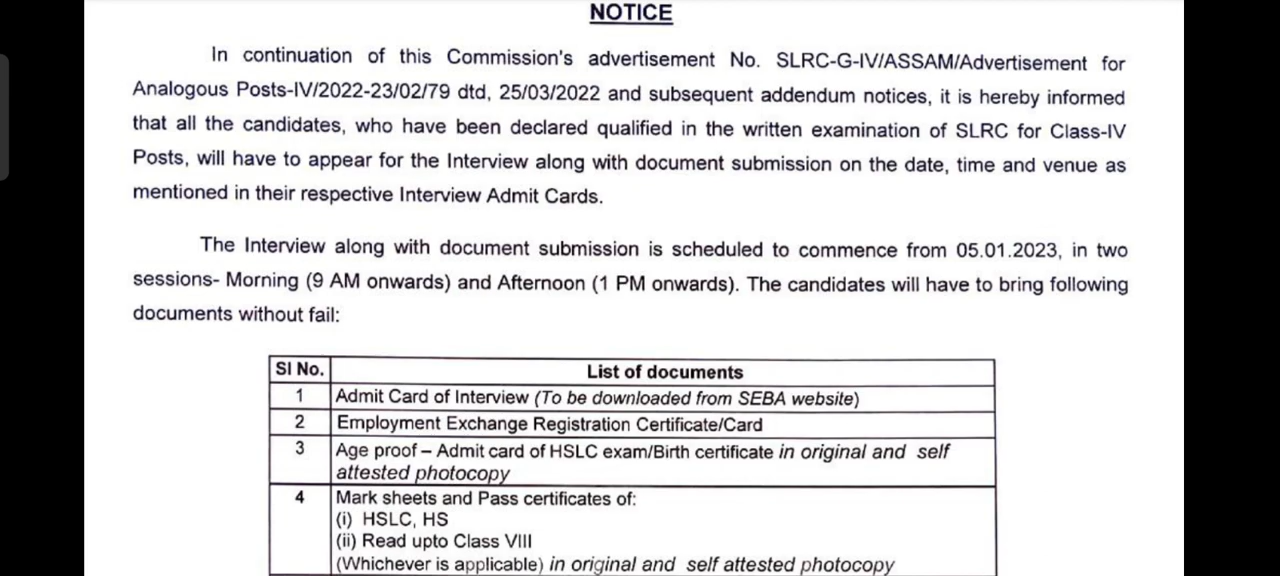 NOTICE
In continuation of this Commission's advertisement No. SLRC-G-IV/ASSAM/Advertisement for
Analogous Posts-IV/2022-23/02/79 dtd, 25/03/2022 and subsequent addendum notices, it is hereby informed
that all the candidates, who have been declared qualified in the written examination of SLRC for Class-IV
Posts, will have to appear for the Interview along with document submission on the date, time and venue as
mentioned in their respective Interview Admit Cards.
The Interview along with document submission is scheduled to commence from 05.01.2023, in two
sessions- Morning (9 AM onwards) and Afternoon (1 PM onwards). The candidates will have to bring following
documents without fail:
SI No. List of documents
1 Admit Card of Interview (To be downloaded from SEBA website)
2 Employment Exchange Registration Certificate/Card
3 Age proof – Admit card of HSLC exam/Birth certificate in original and self
attested photocopy
4 Mark sheets and Pass certificates of:
(i) HSLC, HS
(ii) Read upto Class VIII
(Whichever is applicable) in original and self attested photocopy